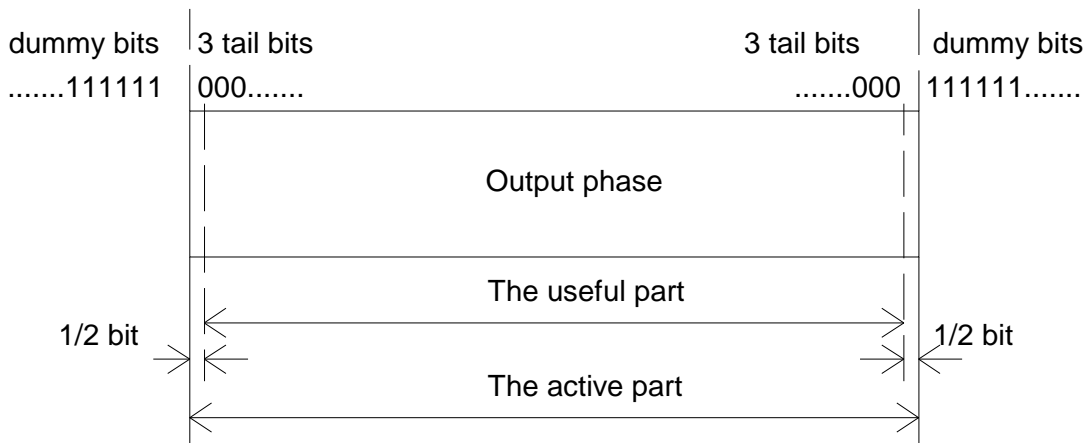 dummy bits 3 tail bits 3 tail bits dummy bits
.......111111 000....... .......000 111111.......
Output phase
The useful part
1/2 bit 1/2 bit
The active part